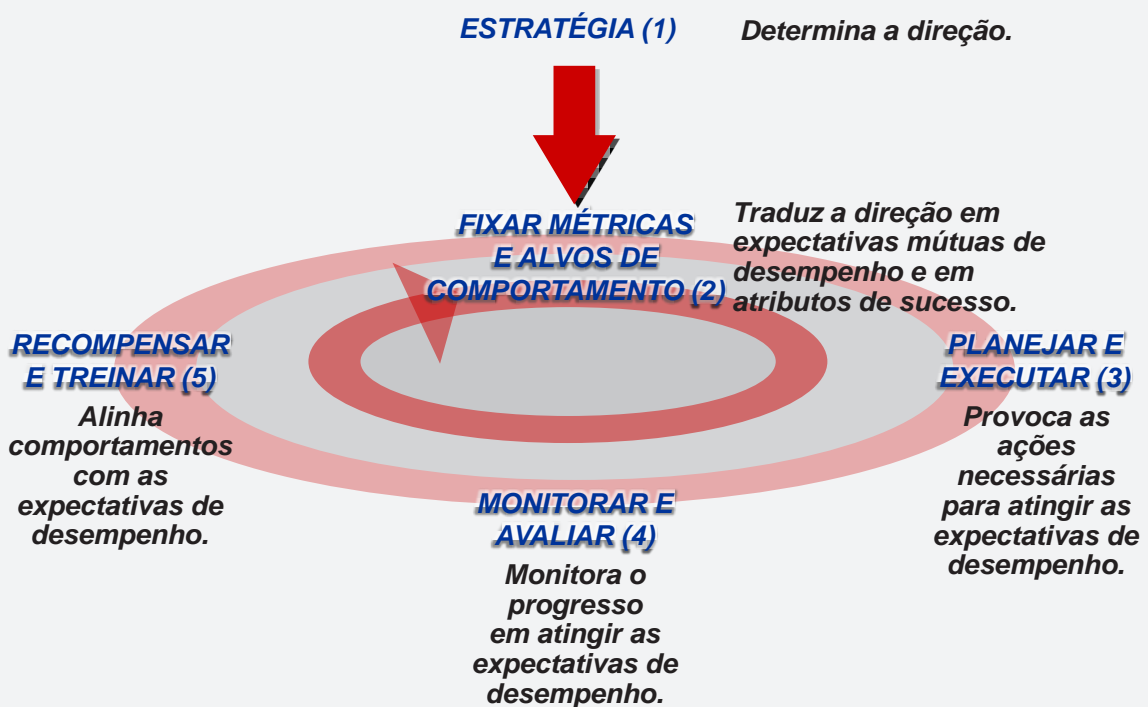 ESTRATÉGIA (1)
Determina a direção.
FIXAR MÉTRICAS
E ALVOS DE
COMPORTAMENTO (2)
Traduz a direção em
expectativas mútuas de
desempenho e em
atributos de sucesso.
PLANEJAR E
EXECUTAR (3)
Provoca as
ações
necessárias
para atingir as
expectativas de
desempenho.
MONITORAR E
AVALIAR (4)
Monitora o
progresso
em atingir as
expectativas de
desempenho.
RECOMPENSAR
E TREINAR (5)
Alinha
comportamentos
com as
expectativas de
desempenho.